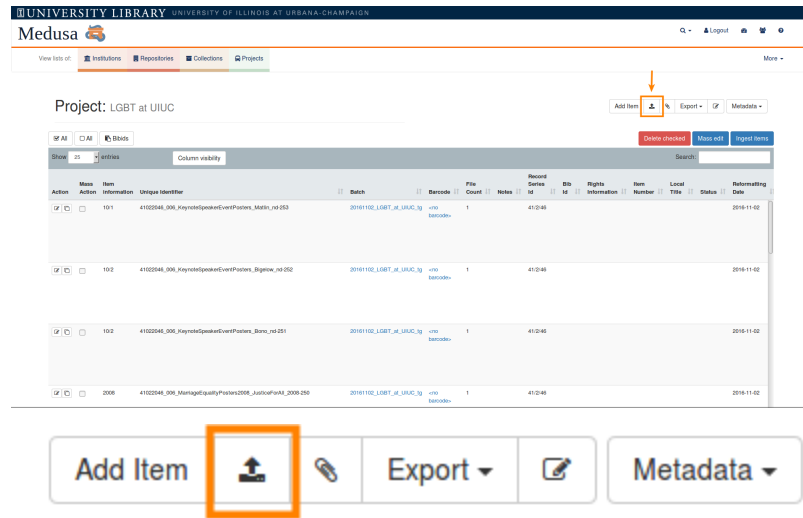 UNIVERSITY LIBRARY UNIVERSITY OF ILLINOIS AT URBANA-CHAMPAIGN
Medusa
Logout
View lists of: Institutions Repositories Collections Projects More
Project: LGBT at UIUC
Add Item Export Metadata
All All Bibids Delete checked Mass edit Ingest items
Show 25 entries Column visibility Search:
Action Mass Action Item Information Unique Identifier Batch Barcode File Count Notes Record Series Id Bib Id Rights Information Item Number Local Title Status Reformatting Date
10/1 41022046_006_KeynoteSpeakerEventPosters_Matlin_nd-253 20161102_LGBT_at_UIUC_tg <no barcode> 1 41/2/46 2016-11-02
10/2 41022046_006_KeynoteSpeakerEventPosters_Bigelow_nd-252 20161102_LGBT_at_UIUC_tg <no barcode> 1 41/2/46 2016-11-02
10/2 41022046_006_KeynoteSpeakerEventPosters_Bono_nd-251 20161102_LGBT_at_UIUC_tg <no barcode> 1 41/2/46 2016-11-02
2008 41022046_006_MarriageEqualityPosters2008_JusticeForAll_2008-250 20161102_LGBT_at_UIUC_tg <no barcode> 1 41/2/46 2016-11-02
Add Item Export Metadata